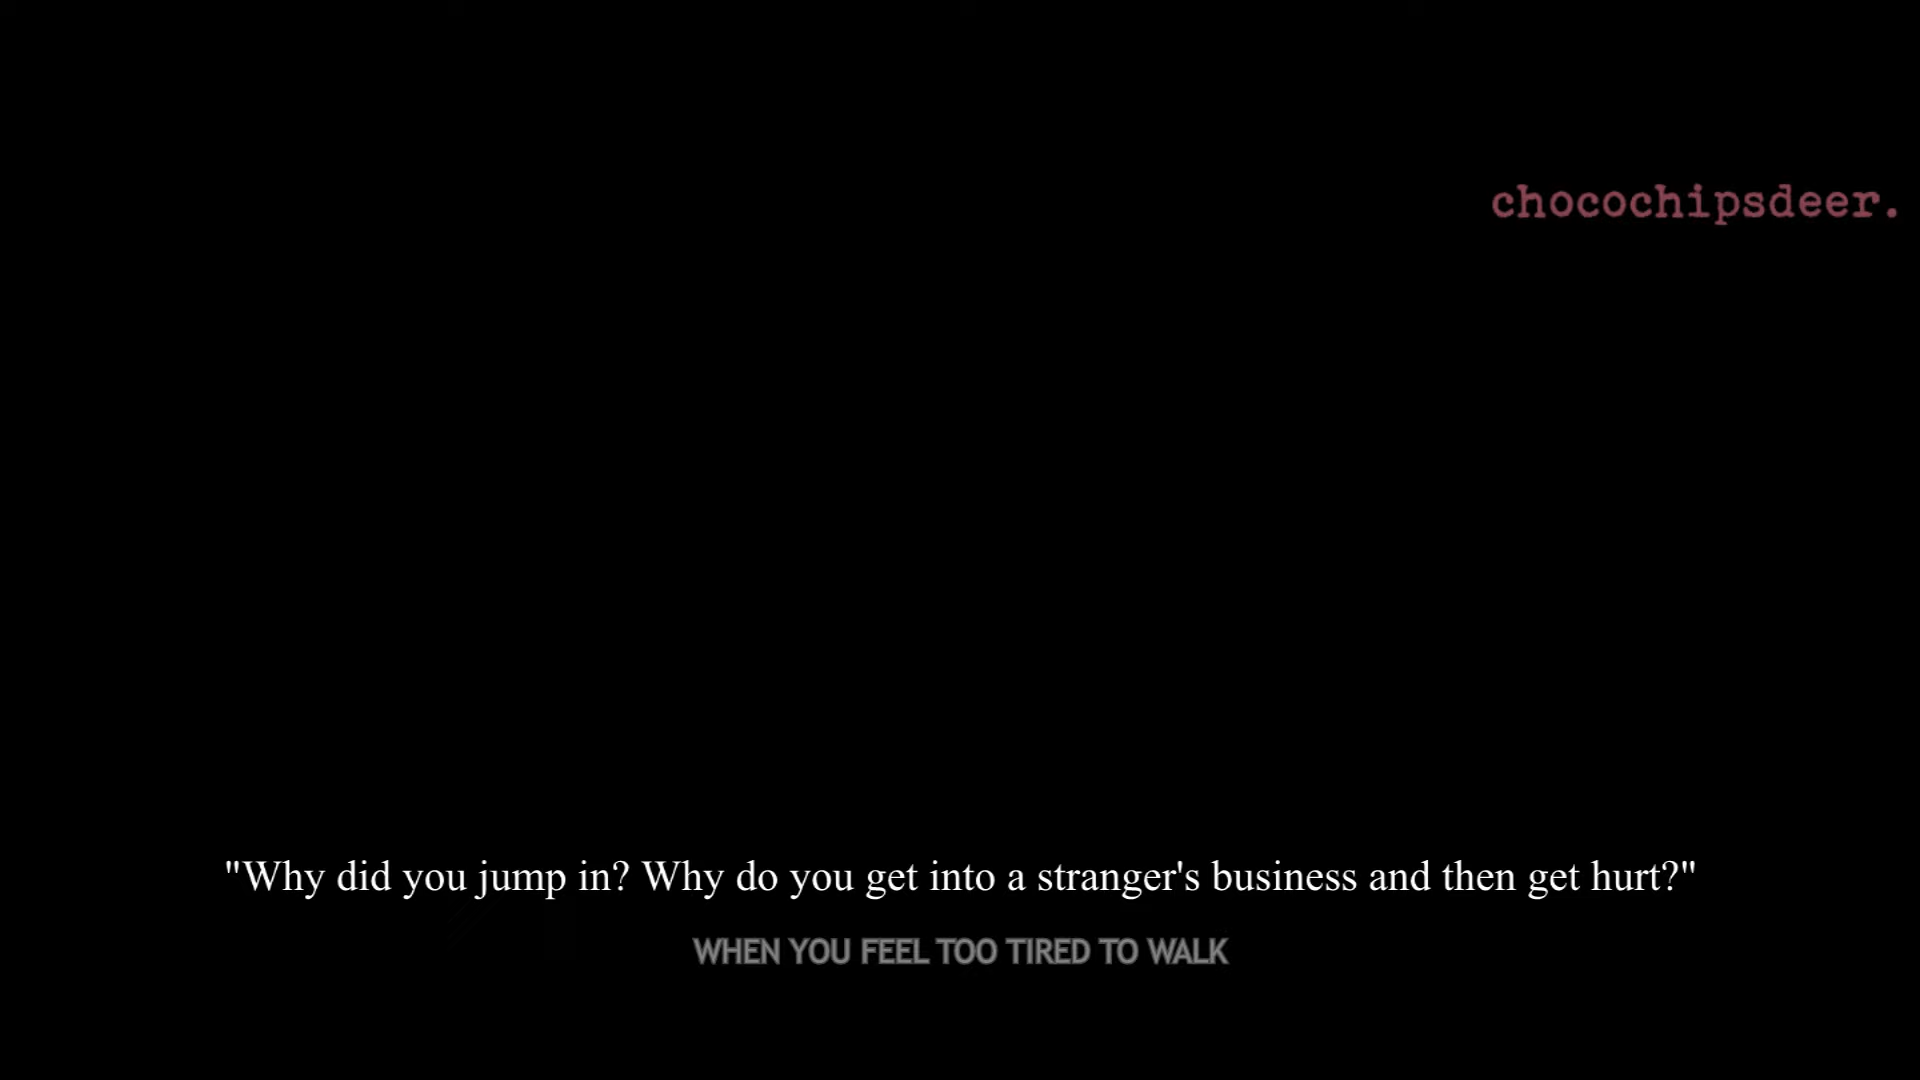 chocochipsdeer.
"Why did you jump in? Why do you get into a stranger's business and then get hurt?"
WHEN YOU FEEL TOO TIRED TO WALK